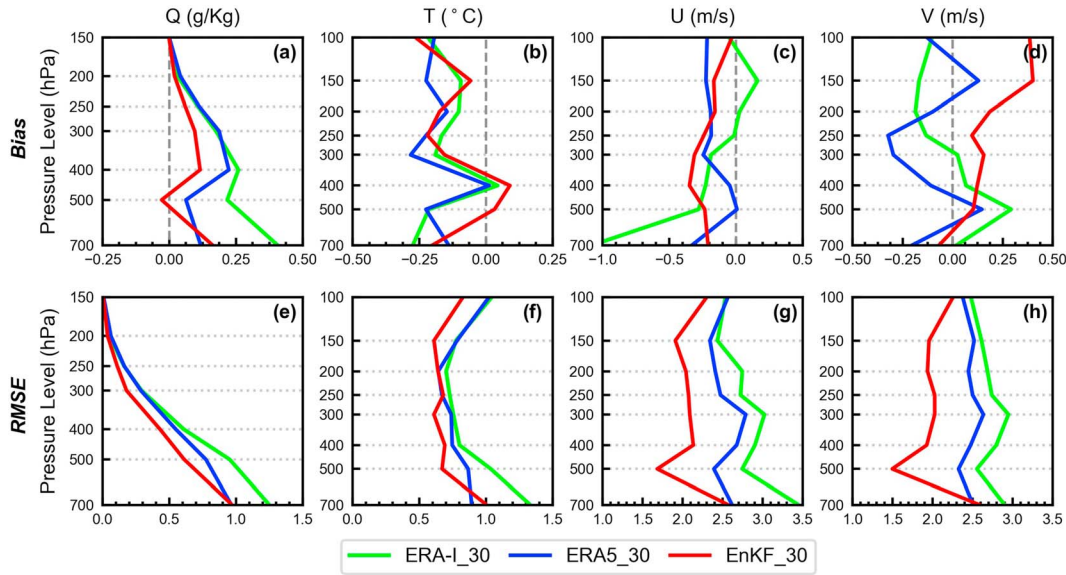 Q (g/Kg) T (°C) U (m/s) V (m/s)
Bias
Pressure Level (hPa)
150
200
250
300
400
500
700
(a)
−0.25 0.00 0.25 0.50
100
150
200
250
300
400
500
700
(b)
−0.50 −0.25 0.00 0.25
100
150
200
250
300
400
500
700
(c)
−1.0 −0.5 0.0 0.5
100
150
200
250
300
400
500
700
(d)
−0.50 −0.25 0.00 0.25 0.50
RMSE
Pressure Level (hPa)
150
200
300
400
500
700
(e)
0.0 0.5 1.0 1.5
100
150
200
250
300
400
500
700
(f)
0.0 0.5 1.0 1.5
100
150
200
250
300
400
500
700
(g)
1.0 1.5 2.0 2.5 3.0 3.5
100
150
200
250
300
400
500
700
(h)
1.0 1.5 2.0 2.5 3.0 3.5
ERA-I_30 ERA5_30 EnKF_30